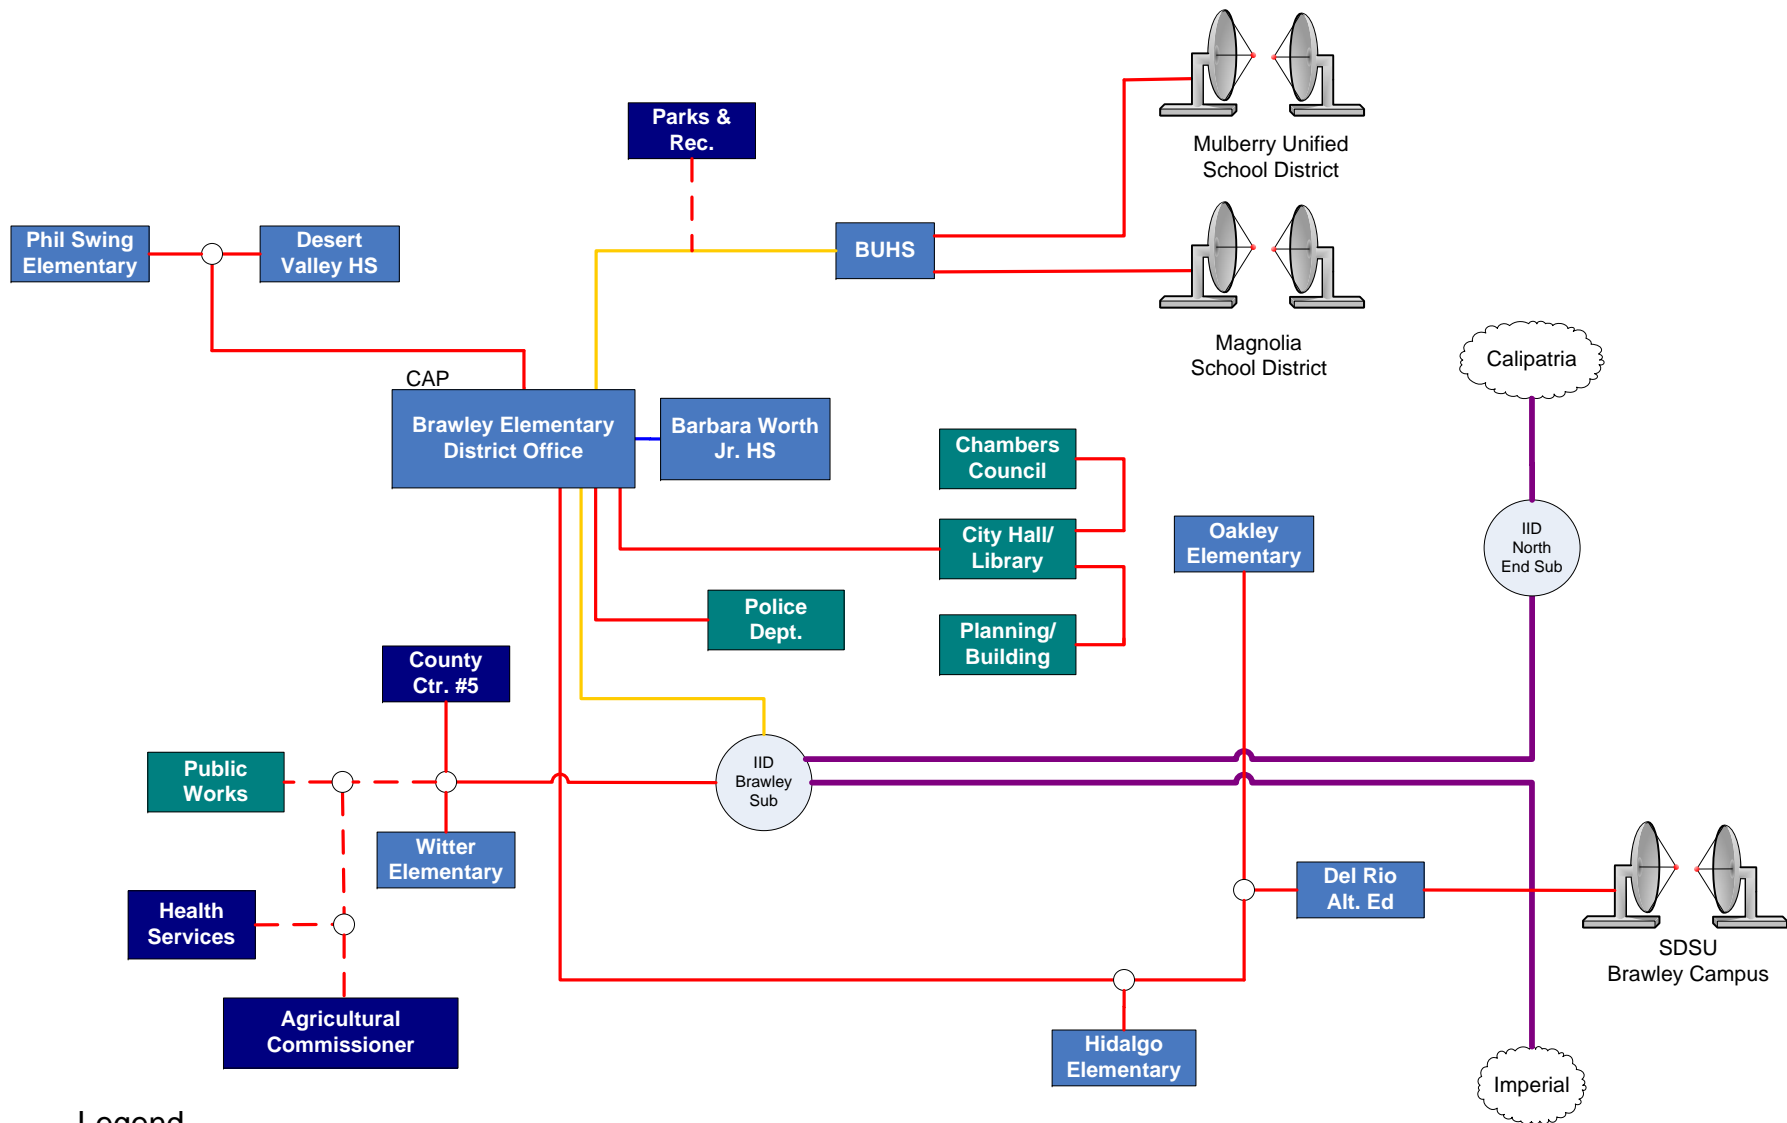 Parks &
Rec.
Mulberry Unified
School District
Phil Swing
Elementary
Desert
Valley HS
BUHS
Magnolia
School District
Calipatria
CAP
Brawley Elementary
District Office
Barbara Worth
Jr. HS
Chambers
Council
City Hall/
Library
Oakley
Elementary
IID
North
End Sub
Police
Dept.
Planning/
Building
County
Ctr. #5
Public
Works
IID
Brawley
Sub
Witter
Elementary
Del Rio
Alt. Ed
Health
Services
SDSU
Brawley Campus
Agricultural
Commissioner
Hidalgo
Elementary
Imperial
Legend